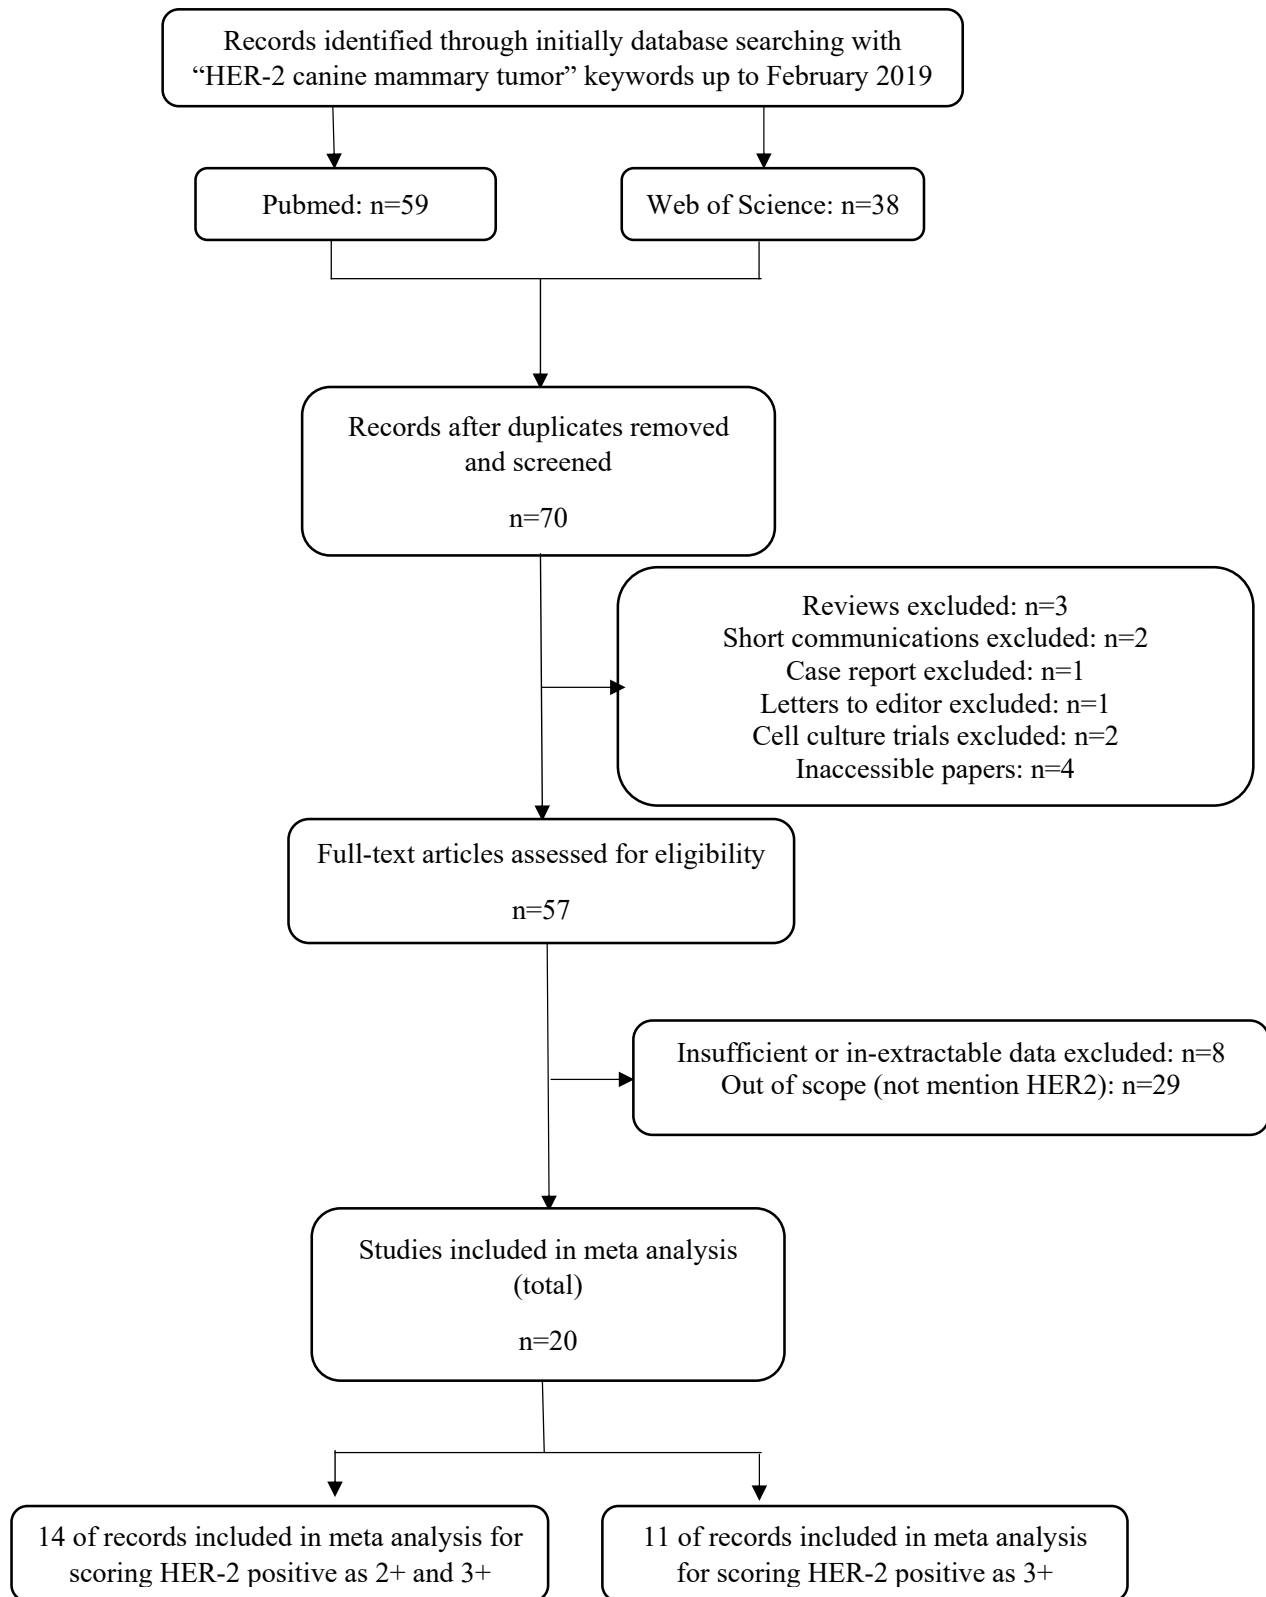 Records identified through initially database searching with
“HER-2 canine mammary tumor” keywords up to February 2019
Pubmed: n=59
Web of Science: n=38
Records after duplicates removed
and screened
n=70
Reviews excluded: n=3
Short communications excluded: n=2
Case report excluded: n=1
Letters to editor excluded: n=1
Cell culture trials excluded: n=2
Inaccessible papers: n=4
Full-text articles assessed for eligibility
n=57
Insufficient or in-extractable data excluded: n=8
Out of scope (not mention HER2): n=29
Studies included in meta analysis
(total)
n=20
14 of records included in meta analysis for
scoring HER-2 positive as 2+ and 3+
11 of records included in meta analysis
for scoring HER-2 positive as 3+